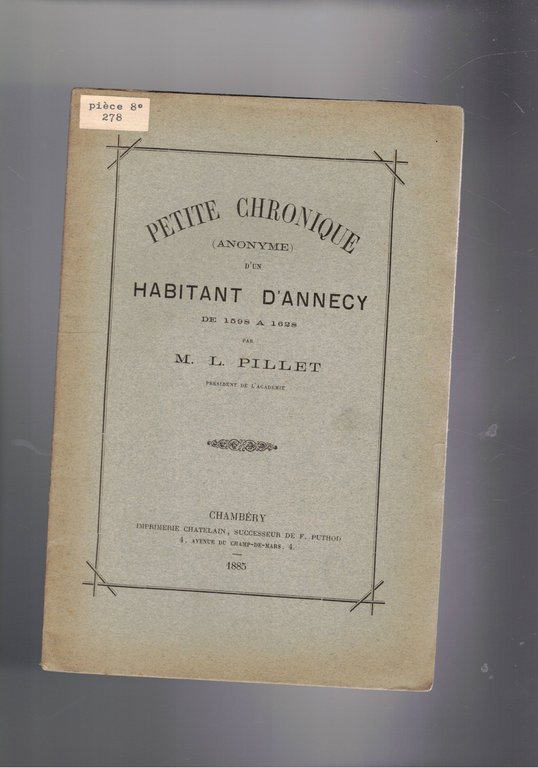 pièce 8°
278
PETITE CHRONIQUE
(ANONYME)
D'UN
HABITANT D'ANNECY
DE 1598 A 1628
PAR
M. L. PILLET
PRÉSIDENT DE L'ACADÉMIE
CHAMBÉRY
IMPRIMERIE CHATELAIN, SUCCESSEUR DE F. PUTHOD
4, AVENUE DU CHAMP-DE-MARS, 4.
1885